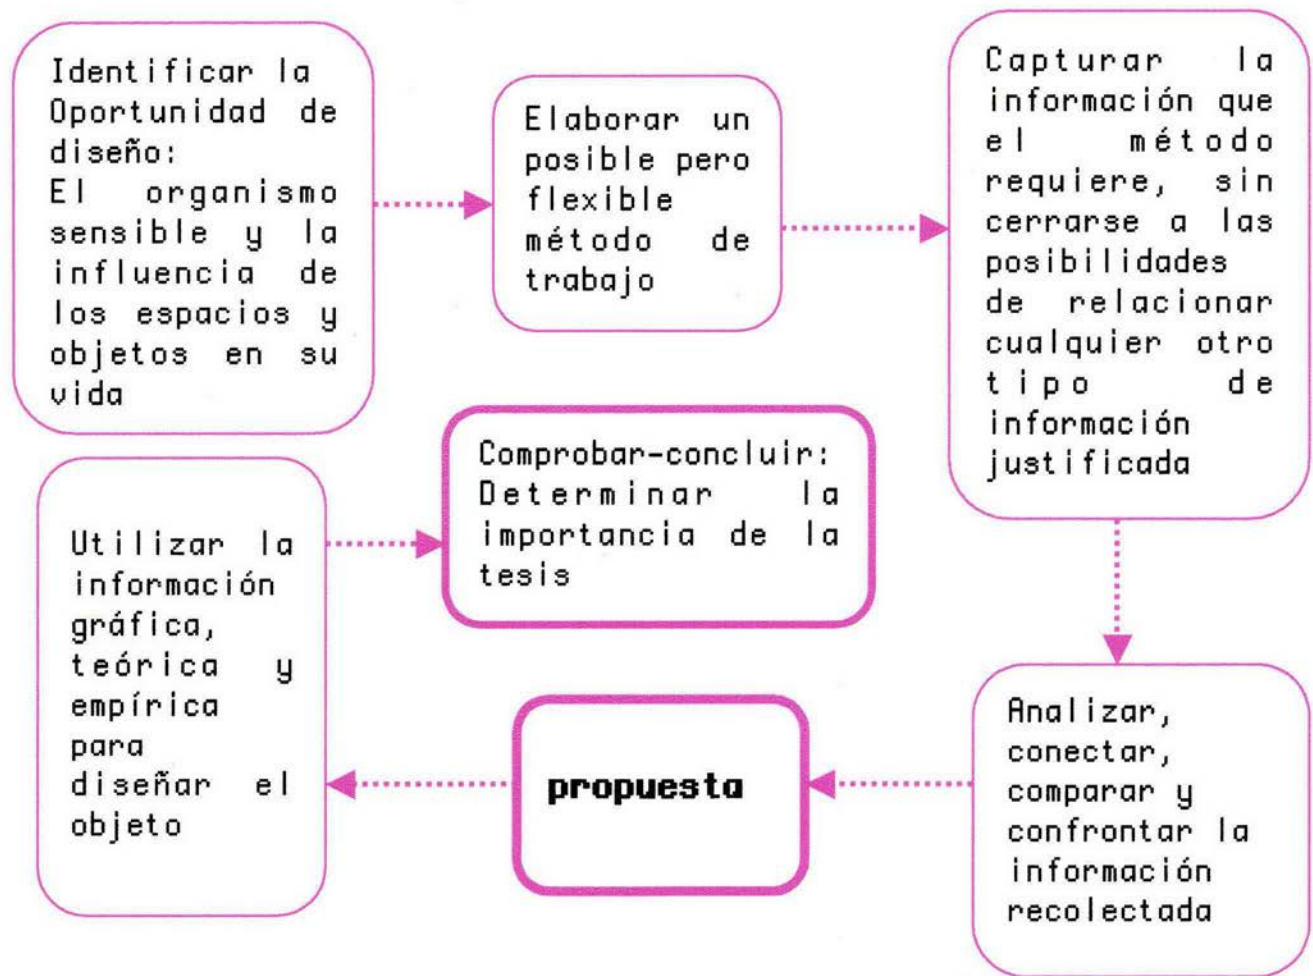 Identificar la
Oportunidad de
diseño:
El organismo
sensible y la
influencia de
los espacios y
objetos en su
vida
Elaborar un
posible pero
flexible
método de
trabajo
Capturar la
información que
el método
requiere, sin
cerrarse a las
posibilidades
de relacionar
cualquier otro
tipo de
información
justificada
Analizar,
conectar,
comparar y
confrontar la
información
recolectada
propuesta
Utilizar la
información
gráfica,
teórica y
empírica
para
diseñar el
objeto
Comprobar-concluir:
Determinar la
importancia de la
tesis